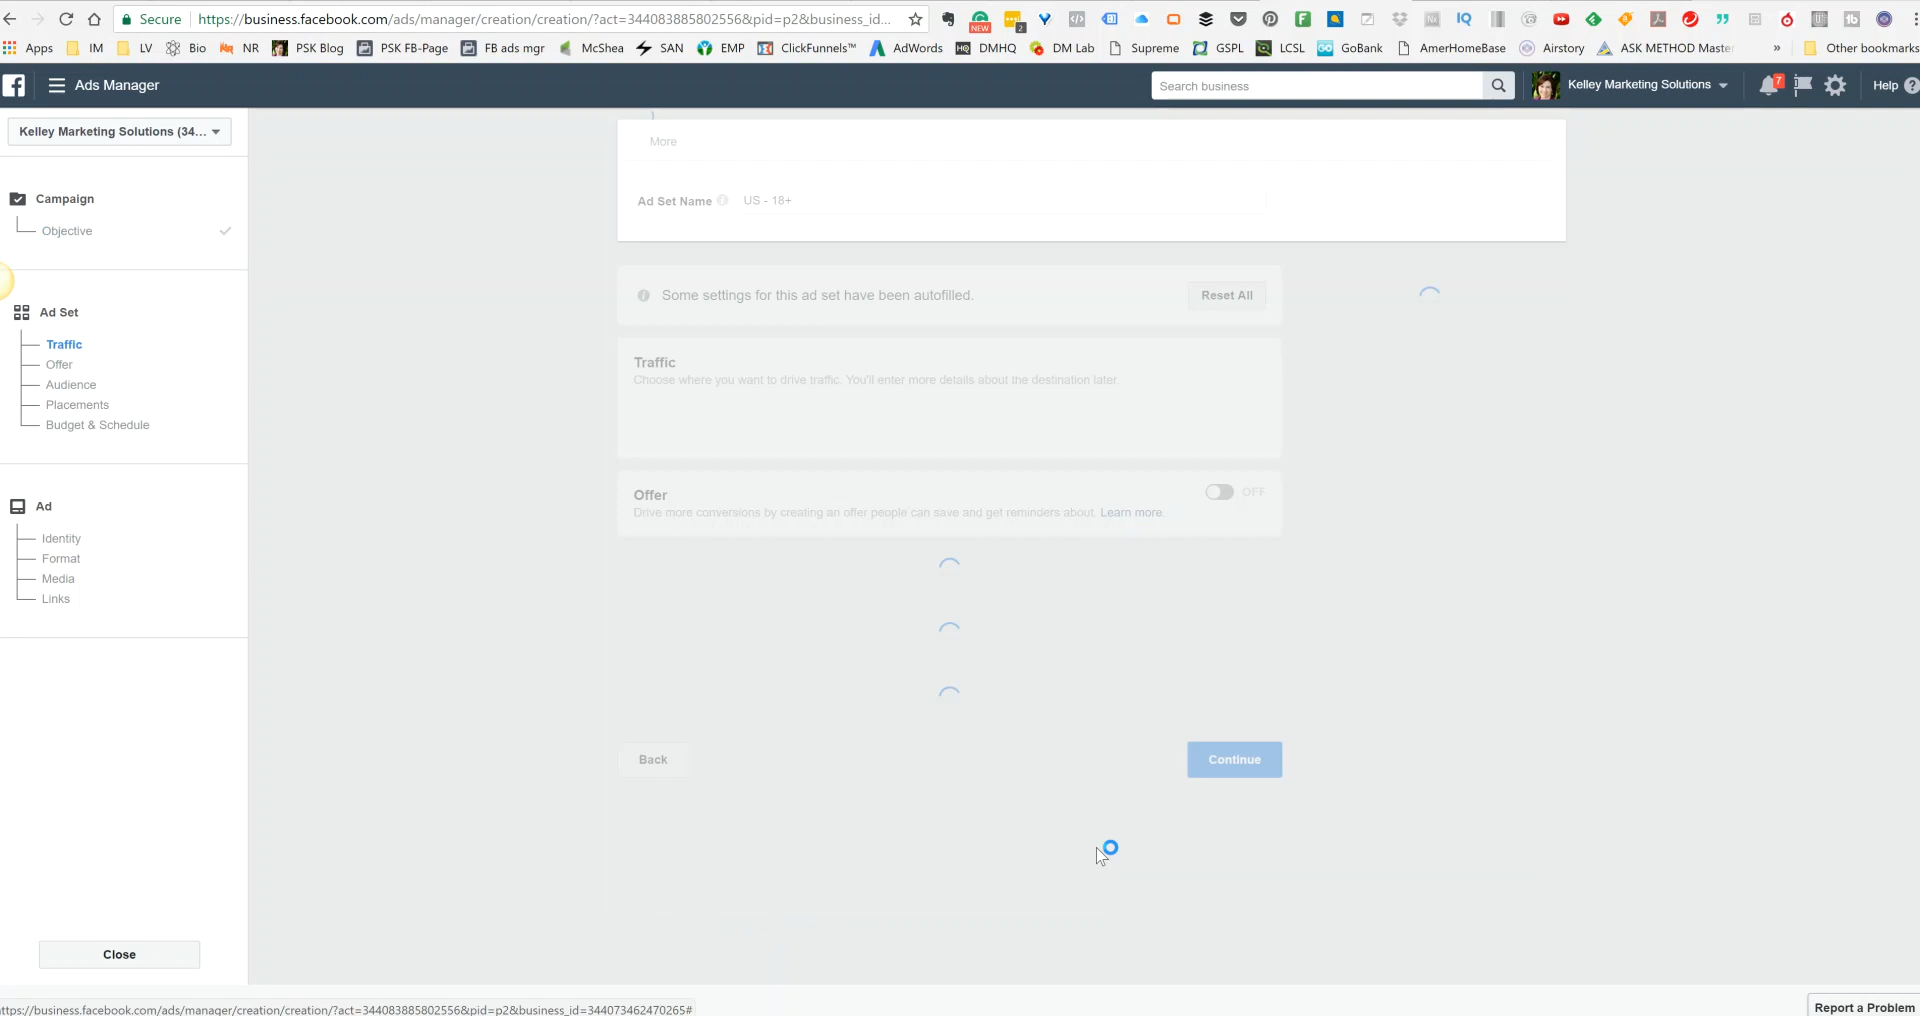 Secure https://business.facebook.com/ads/manager/creation/creation/?act=344083885802556&pid=p2&business_id...
NEW
2
Apps IM LV Bio NR PSK Blog PSK FB-Page FB ads mgr McShea SAN EMP ClickFunnels™ AdWords DMHQ DM Lab Supreme GSPL LCSL GoBank AmerHomeBase Airstory ASK METHOD Maste » Other bookmarks
Ads Manager
Search business
Kelley Marketing Solutions
7
Help
Kelley Marketing Solutions (34...
More
Campaign
Objective
Ad Set Name US - 18+
Some settings for this ad set have been autofilled. Reset All
Ad Set
Traffic
Offer
Audience
Placements
Budget & Schedule
Traffic
Choose where you want to drive traffic. You'll enter more details about the destination later.
Offer OFF
Drive more conversions by creating an offer people can save and get reminders about. Learn more.
Ad
Identity
Format
Media
Links
Back Continue
Close
ttps://business.facebook.com/ads/manager/creation/creation/?act=344083885802556&pid=p2&business_id=344073462470265#
Report a Problem